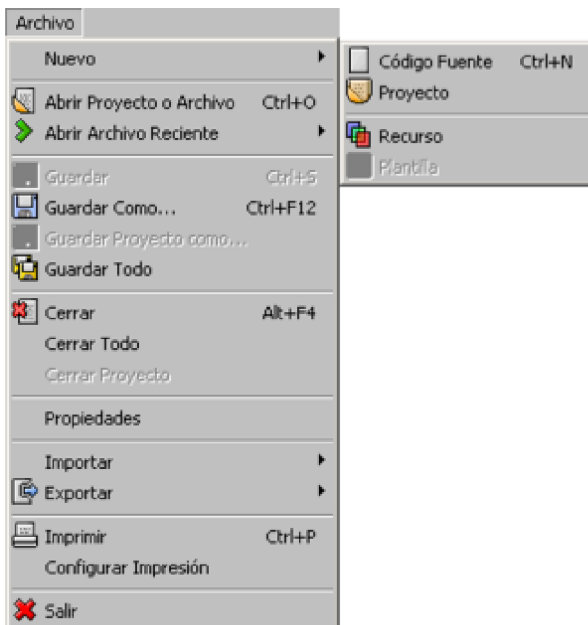 Archivo
Nuevo
Código Fuente Ctrl+N
Proyecto
Recurso
Plantilla
Abrir Proyecto o Archivo Ctrl+O
Abrir Archivo Reciente
Guardar Ctrl+S
Guardar Como... Ctrl+F12
Guardar Proyecto como...
Guardar Todo
Cerrar Alt+F4
Cerrar Todo
Cerrar Proyecto
Propiedades
Importar
Exportar
Imprimir Ctrl+P
Configurar Impresión
Salir